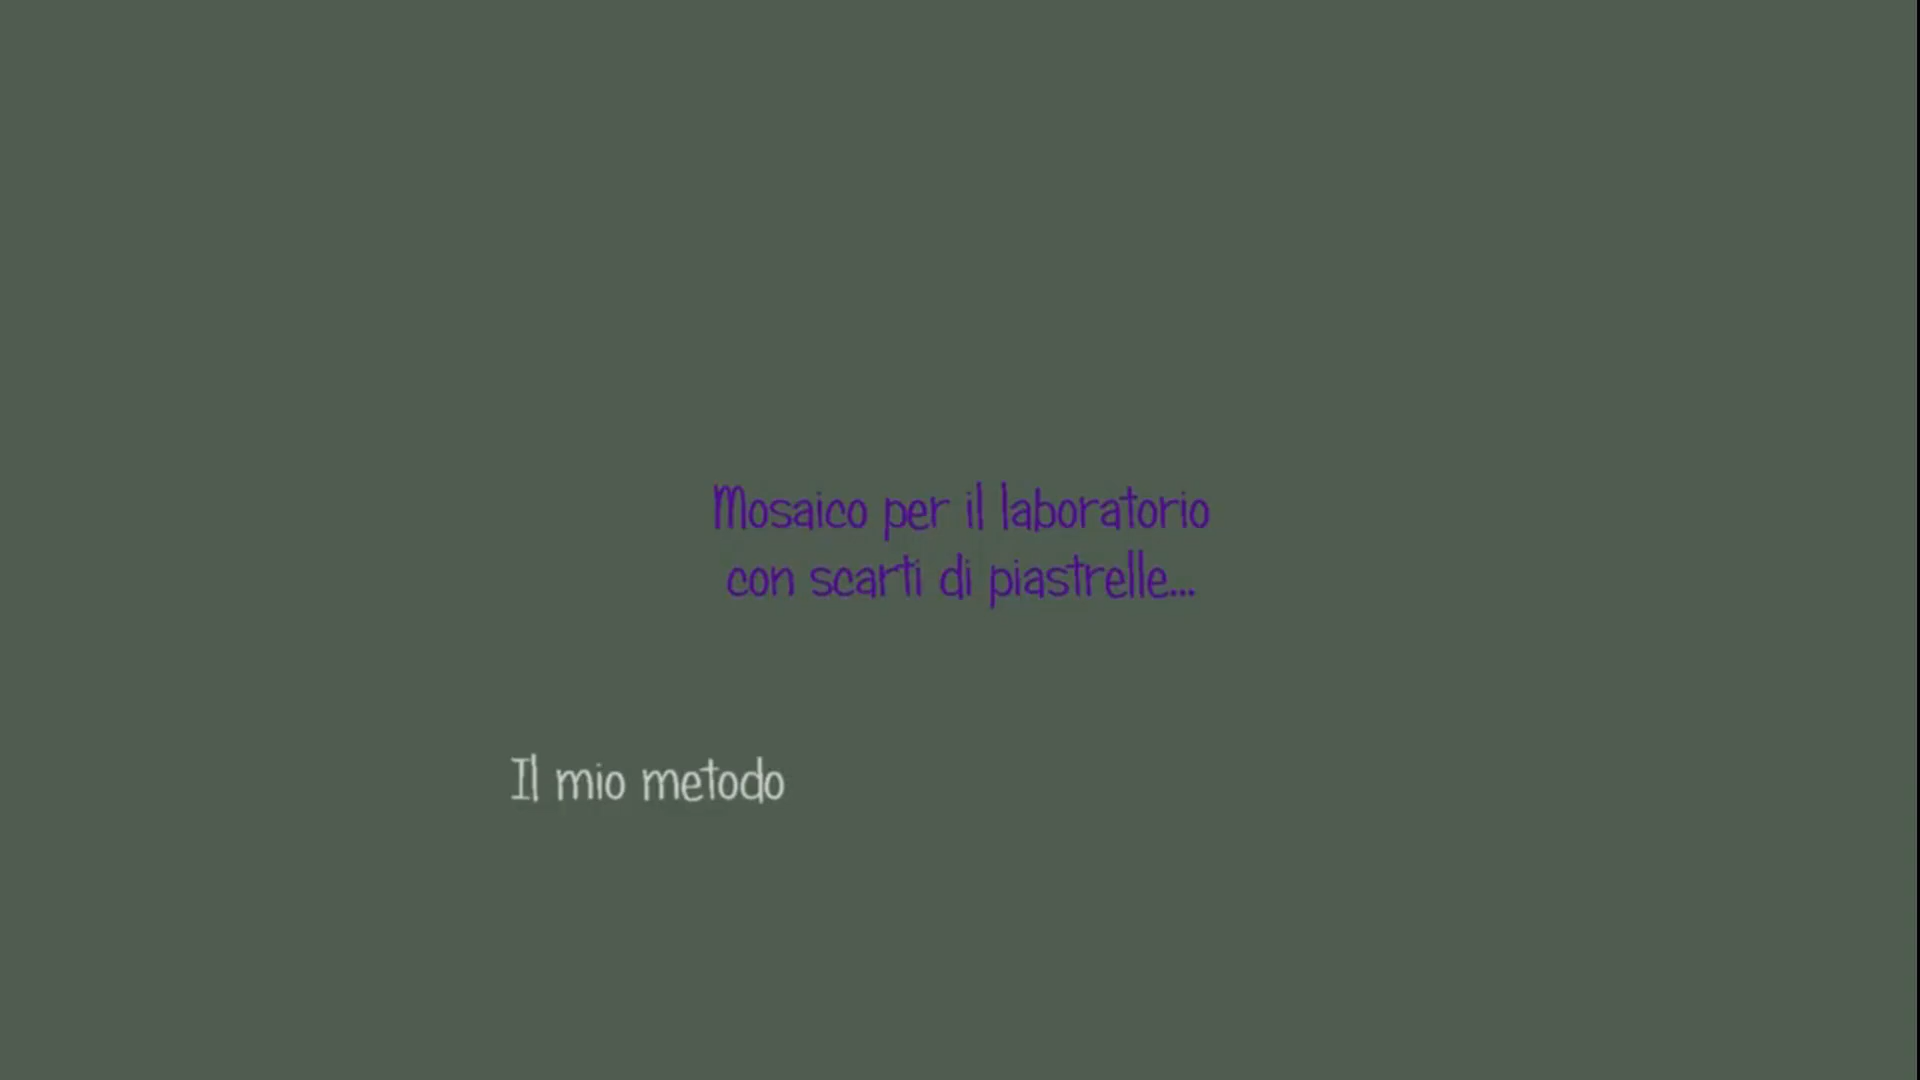 Mosaico per il laboratorio
con scarti di piastrelle...
Il mio metodo